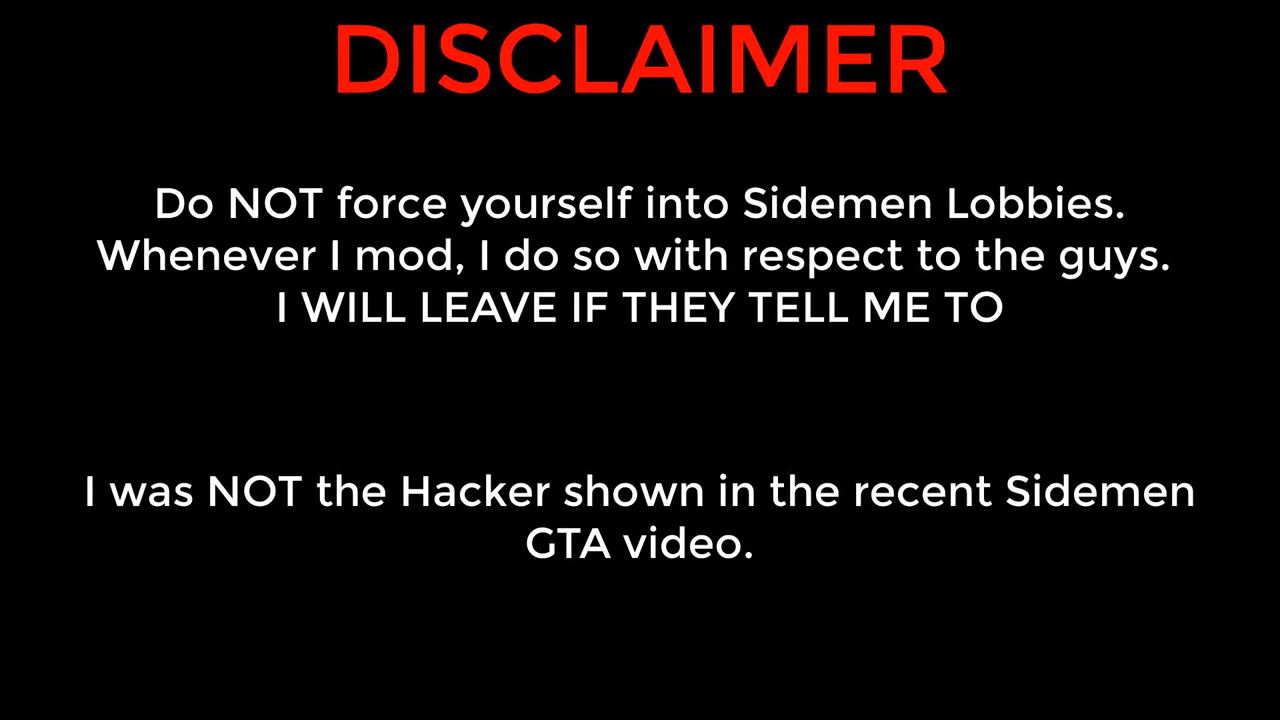 DISCLAIMER
Do NOT force yourself into Sidemen Lobbies.
Whenever I mod, I do so with respect to the guys.
I WILL LEAVE IF THEY TELL ME TO
I was NOT the Hacker shown in the recent Sidemen
GTA video.